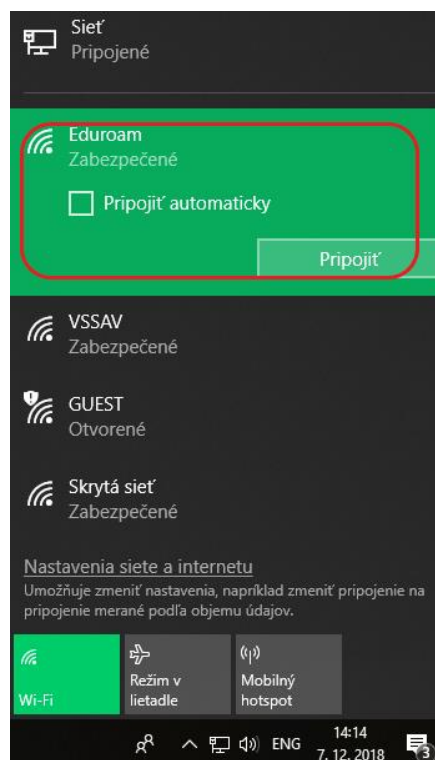 Sieť
Pripojené
Eduroam
Zabezpečené
Pripojiť automaticky
Pripojiť
VSSAV
Zabezpečené
GUEST
Otvorené
Skrytá sieť
Zabezpečené
Nastavenia siete a internetu
Umožňuje zmeniť nastavenia, napríklad zmeniť pripojenie na
pripojenie merané podľa objemu údajov.
Wi-Fi
Režim v
lietadle
Mobilný
hotspot
ENG
14:14
7. 12. 2018
3